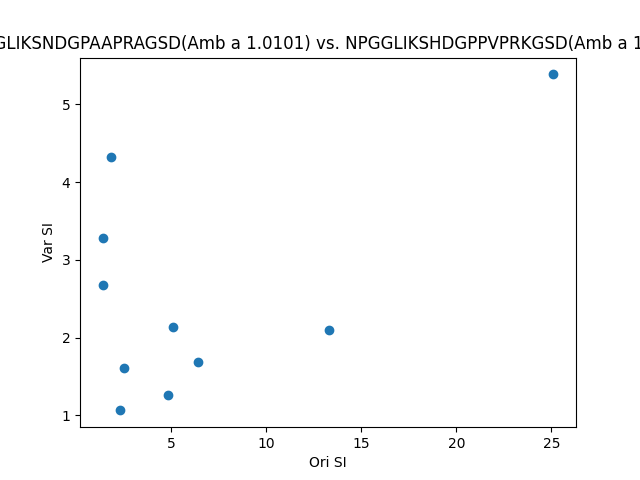 GLIKSNDGPAAPRAGSD(Amb a 1.0101) vs. NPGGLIKSHDGPPVPRKGSD(Amb a 1
Var SI
5
4
3
2
1
5 10 15 20 25
Ori SI